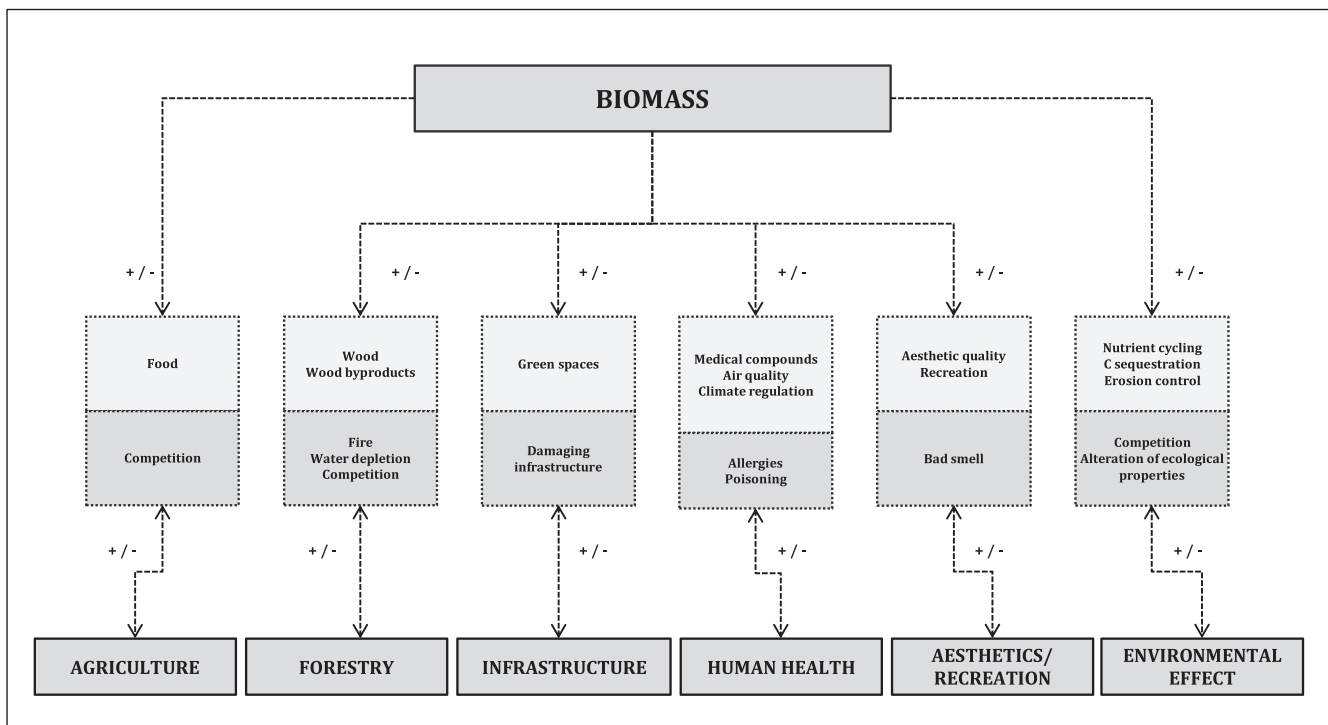 BIOMASS
+ / -
+ / -
+ / -
+ / -
+ / -
+ / -
Food
Competition
Wood
Wood byproducts
Fire
Water depletion
Competition
Green spaces
Damaging
infrastructure
Medical compounds
Air quality
Climate regulation
Allergies
Poisoning
Aesthetic quality
Recreation
Bad smell
Nutrient cycling
C sequestration
Erosion control
Competition
Alteration of ecological
properties
+ / -
+ / -
+ / -
+ / -
+ / -
+ / -
AGRICULTURE
FORESTRY
INFRASTRUCTURE
HUMAN HEALTH
AESTHETICS/
RECREATION
ENVIRONMENTAL
EFFECT